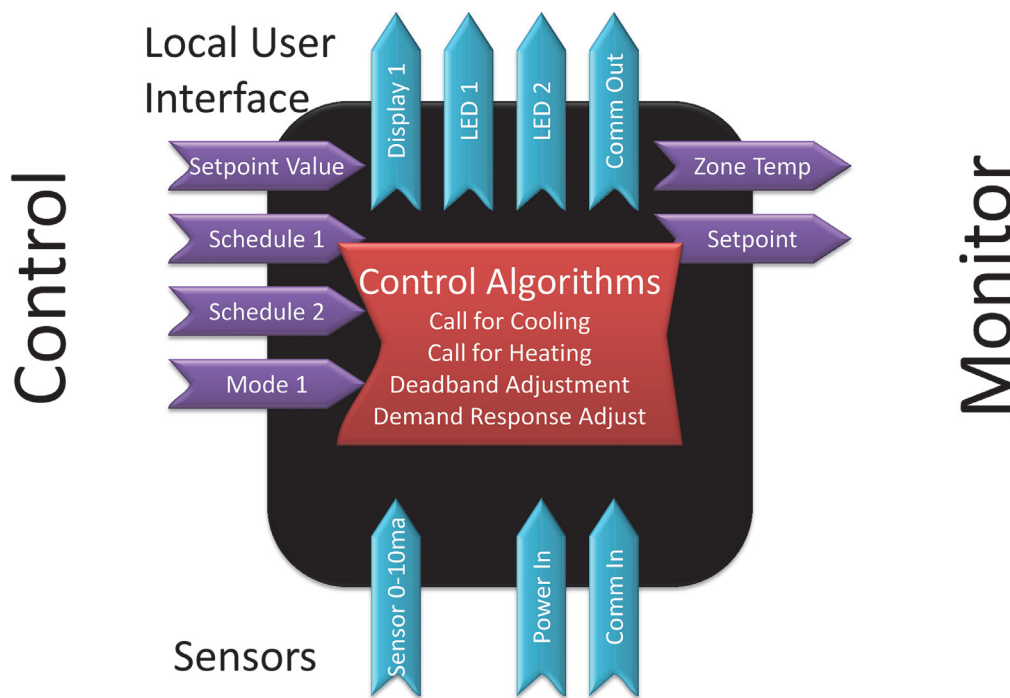 Local User
Interface
Display 1
LED 1
LED 2
Comm Out
Control
Setpoint Value
Schedule 1
Schedule 2
Mode 1
Zone Temp
Setpoint
Monitor
Control Algorithms
Call for Cooling
Call for Heating
Deadband Adjustment
Demand Response Adjust
Sensors
Sensor 0-10ma
Power In
Comm In